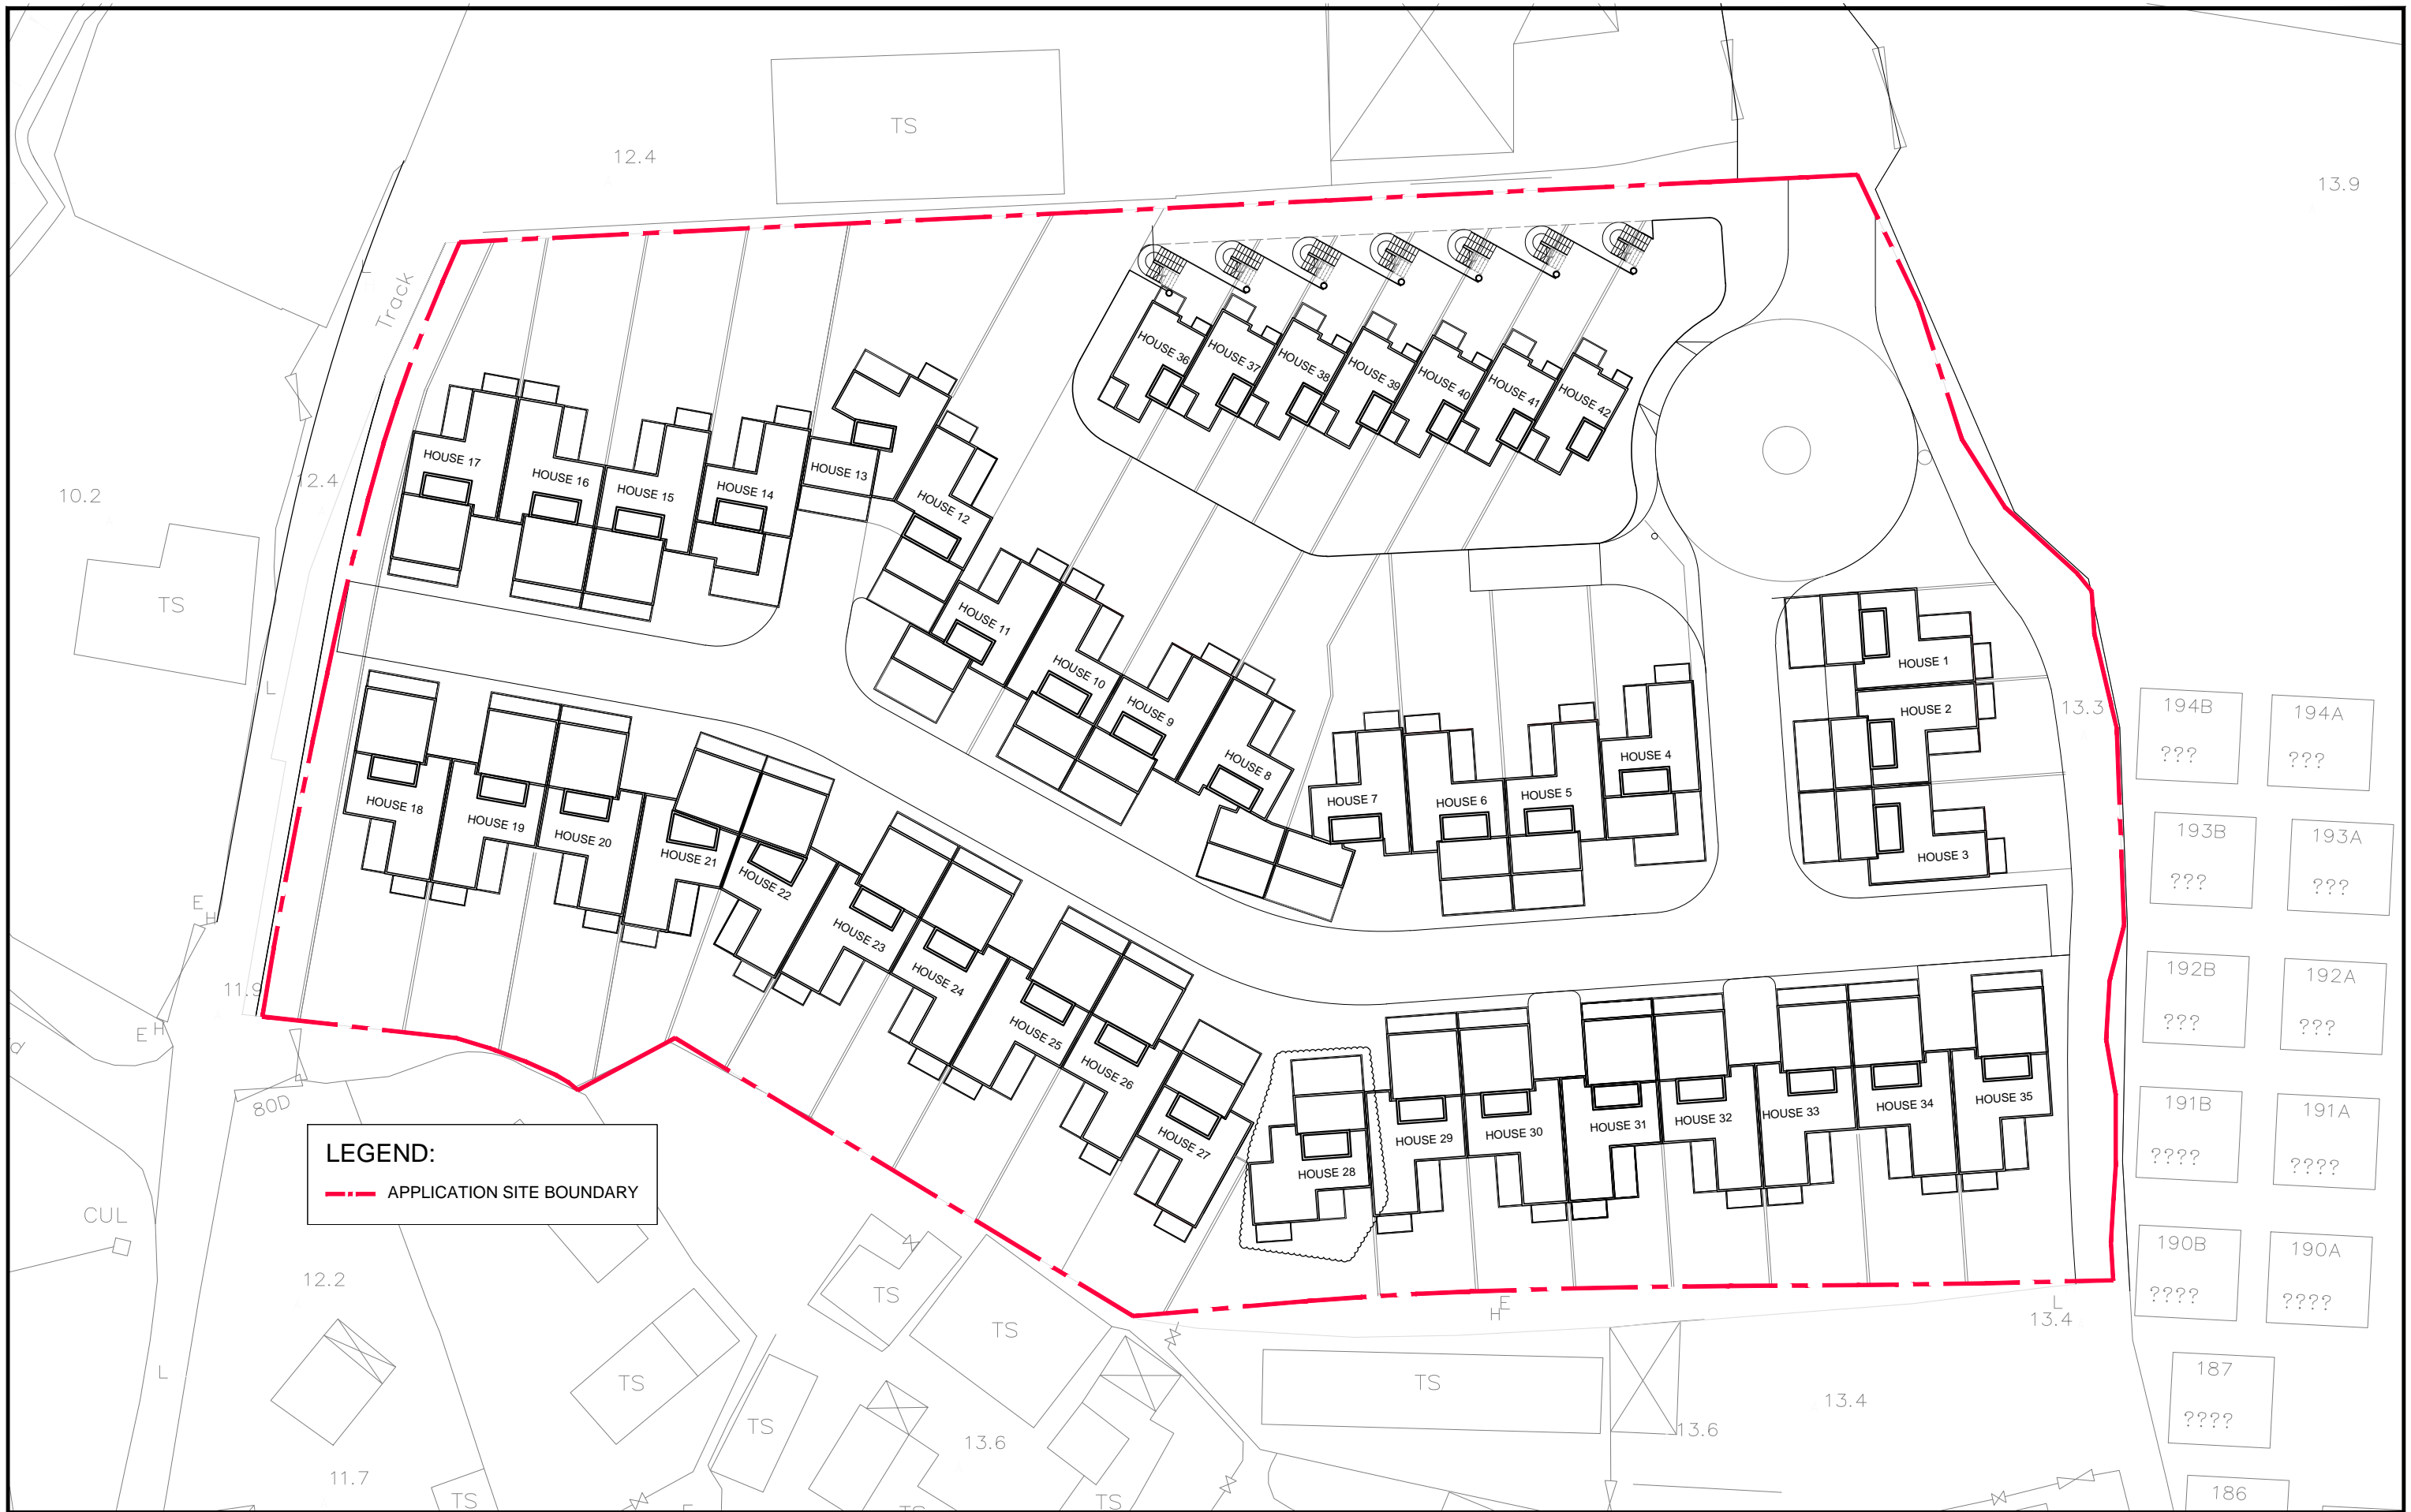 TS
12.4
13.9
Track
L
HOUSE 36
HOUSE 37
HOUSE 38
HOUSE 39
HOUSE 40
HOUSE 41
HOUSE 42
HOUSE 17
HOUSE 16
HOUSE 15
HOUSE 14
HOUSE 13
HOUSE 12
12.4
10.2
TS
L
HOUSE 11
HOUSE 10
HOUSE 9
HOUSE 8
HOUSE 7
HOUSE 6
HOUSE 5
HOUSE 4
HOUSE 1
HOUSE 2
HOUSE 3
13.3
194B
???
194A
???
193B
???
193A
???
192B
???
192A
???
191B
????
191A
????
190B
????
190A
????
187
????
186
HOUSE 18
HOUSE 19
HOUSE 20
HOUSE 21
HOUSE 22
HOUSE 23
HOUSE 24
HOUSE 25
HOUSE 26
HOUSE 27
HOUSE 28
HOUSE 29
HOUSE 30
HOUSE 31
HOUSE 32
HOUSE 33
HOUSE 34
HOUSE 35
E
H
11.9
E H
80D
LEGEND:
APPLICATION SITE BOUNDARY
CUL
12.2
L
11.7
TS
TS
TS
TS
TS
TS
TS
13.6
E
H
TS
13.6
13.4
L
13.4